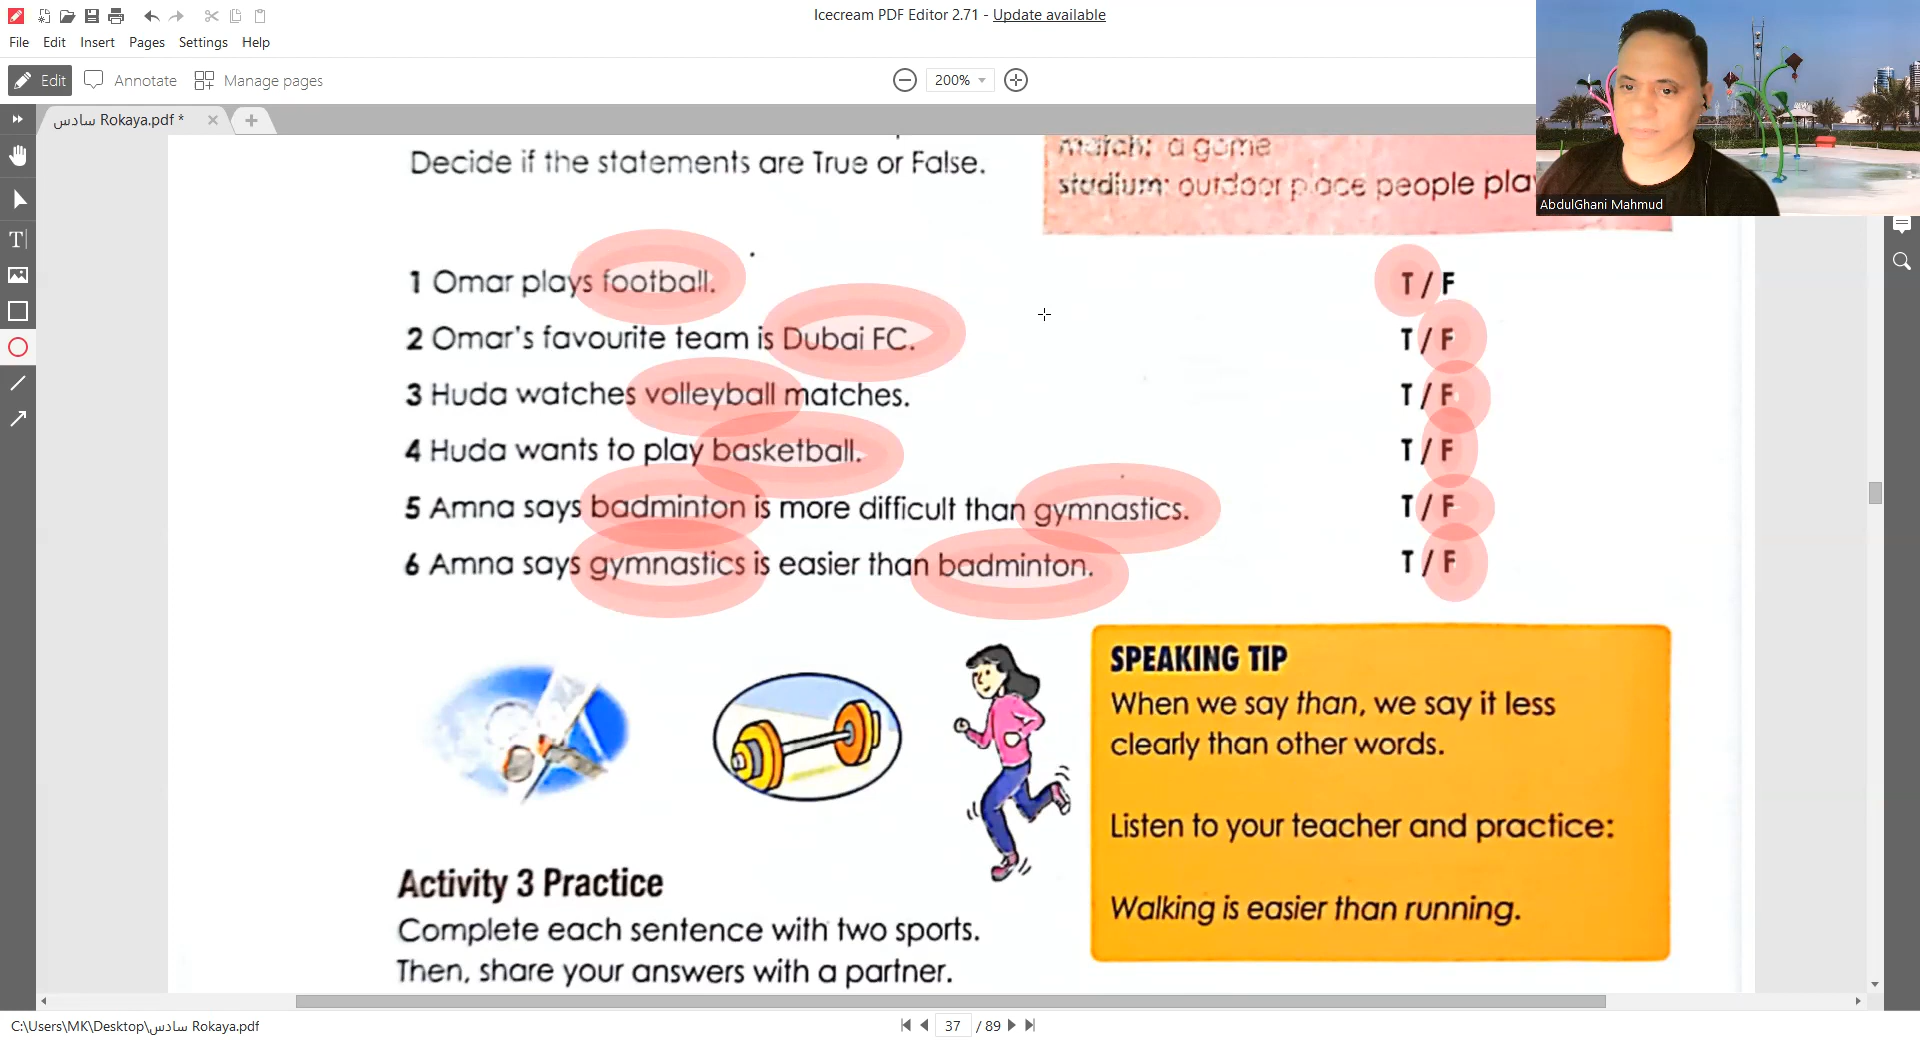 Icecream PDF Editor 2.71 - Update available
File Edit Insert Pages Settings Help
Edit Annotate Manage pages
200%
سادس Rokaya.pdf *
AbdulGhani Mahmud
Decide if the statements are True or False.
match: a game
stadium: outdoor place people play
1 Omar plays football. T / F
2 Omar's favourite team is Dubai FC. T / F
3 Huda watches volleyball matches. T / F
4 Huda wants to play basketball. T / F
5 Amna says badminton is more difficult than gymnastics. T / F
6 Amna says gymnastics is easier than badminton. T / F
SPEAKING TIP
When we say than, we say it less
clearly than other words.
Listen to your teacher and practice:
Walking is easier than running.
Activity 3 Practice
Complete each sentence with two sports.
Then, share your answers with a partner.
C:\Users\MK\Desktop\سادس Rokaya.pdf
37 / 89